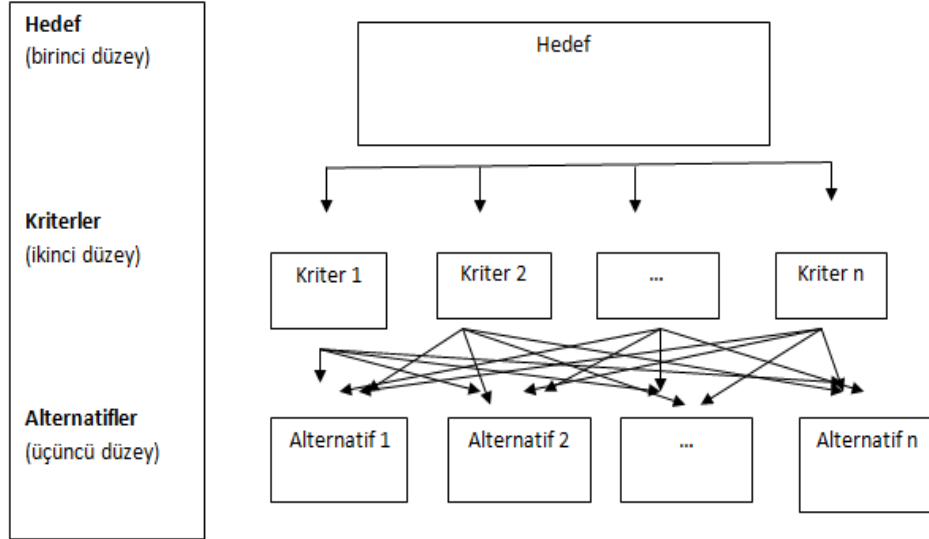 Hedef
(birinci düzey)
Hedef
Kriterler
(ikinci düzey)
Kriter 1
Kriter 2
...
Kriter n
Alternatifler
(üçüncü düzey)
Alternatif 1
Alternatif 2
...
Alternatif n